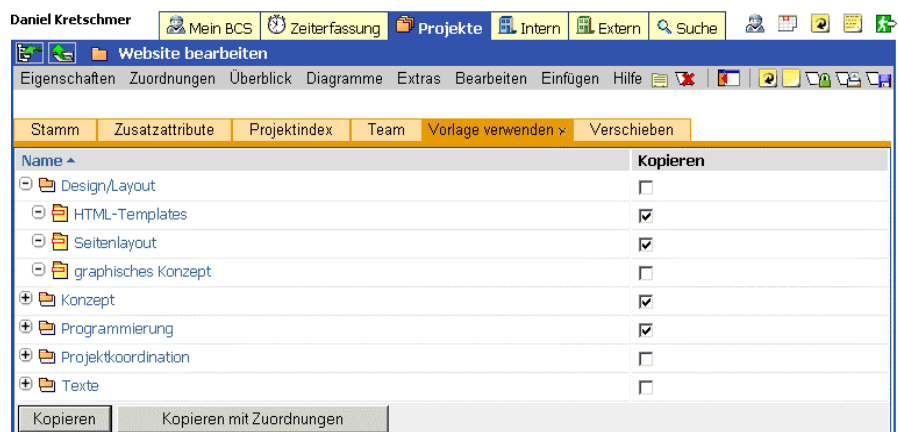 Daniel Kretschmer Mein BCS Zeiterfassung Projekte Intern Extern Suche
Website bearbeiten
Eigenschaften Zuordnungen Überblick Diagramme Extras Bearbeiten Einfügen Hilfe
Stamm Zusatzattribute Projektindex Team Vorlage verwenden Verschieben
Name Kopieren
Design/Layout
HTML-Templates
Seitenlayout
graphisches Konzept
Konzept
Programmierung
Projektkoordination
Texte
Kopieren Kopieren mit Zuordnungen